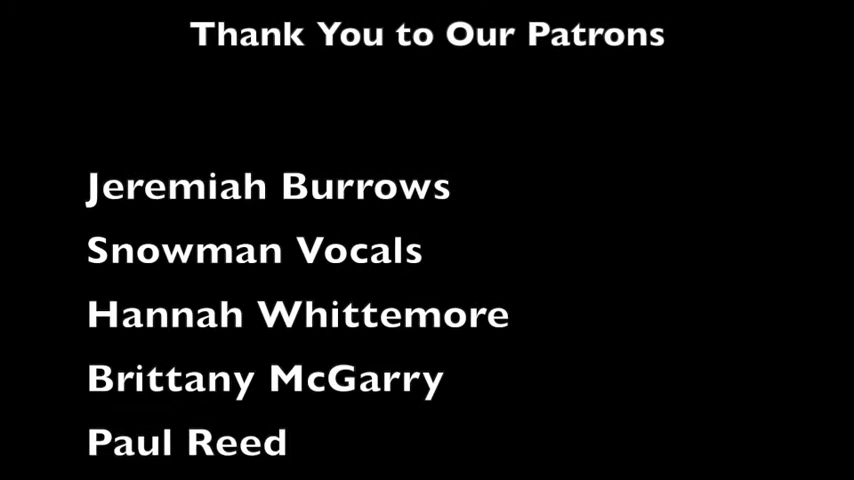 Thank You to Our Patrons
Jeremiah Burrows
Snowman Vocals
Hannah Whittemore
Brittany McGarry
Paul Reed